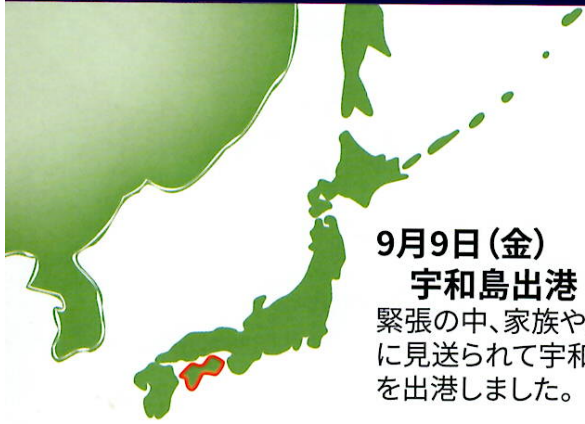 9月9日(金)
宇和島出港
緊張の中、家族や
に見送られて宇和
を出港しました。